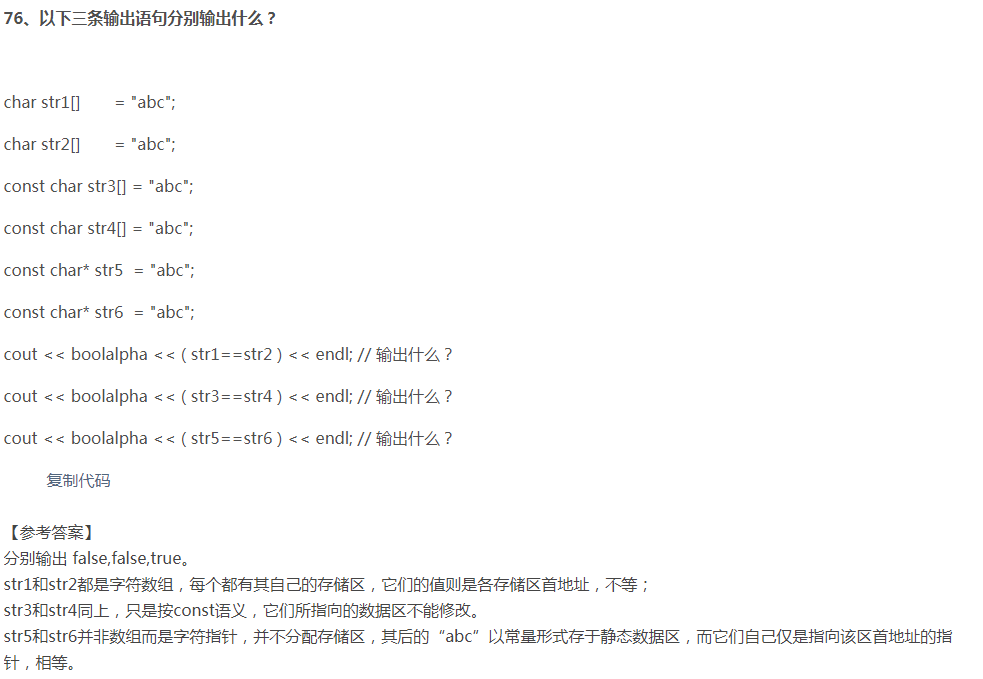 76、以下三条输出语句分别输出什么？
char str1[] = "abc";
char str2[] = "abc";
const char str3[] = "abc";
const char str4[] = "abc";
const char* str5 = "abc";
const char* str6 = "abc";
cout << boolalpha << ( str1==str2 ) << endl; // 输出什么？
cout << boolalpha << ( str3==str4 ) << endl; // 输出什么？
cout << boolalpha << ( str5==str6 ) << endl; // 输出什么？
复制代码
【参考答案】
分别输出 false,false,true。
str1和str2都是字符数组，每个都有其自己的存储区，它们的值则是各存储区首地址，不等；
str3和str4同上，只是按const语义，它们所指向的数据区不能修改。
str5和str6并非数组而是字符指针，并不分配存储区，其后的“abc”以常量形式存于静态数据区，而它们自己仅是指向该区首地址的指
针，相等。